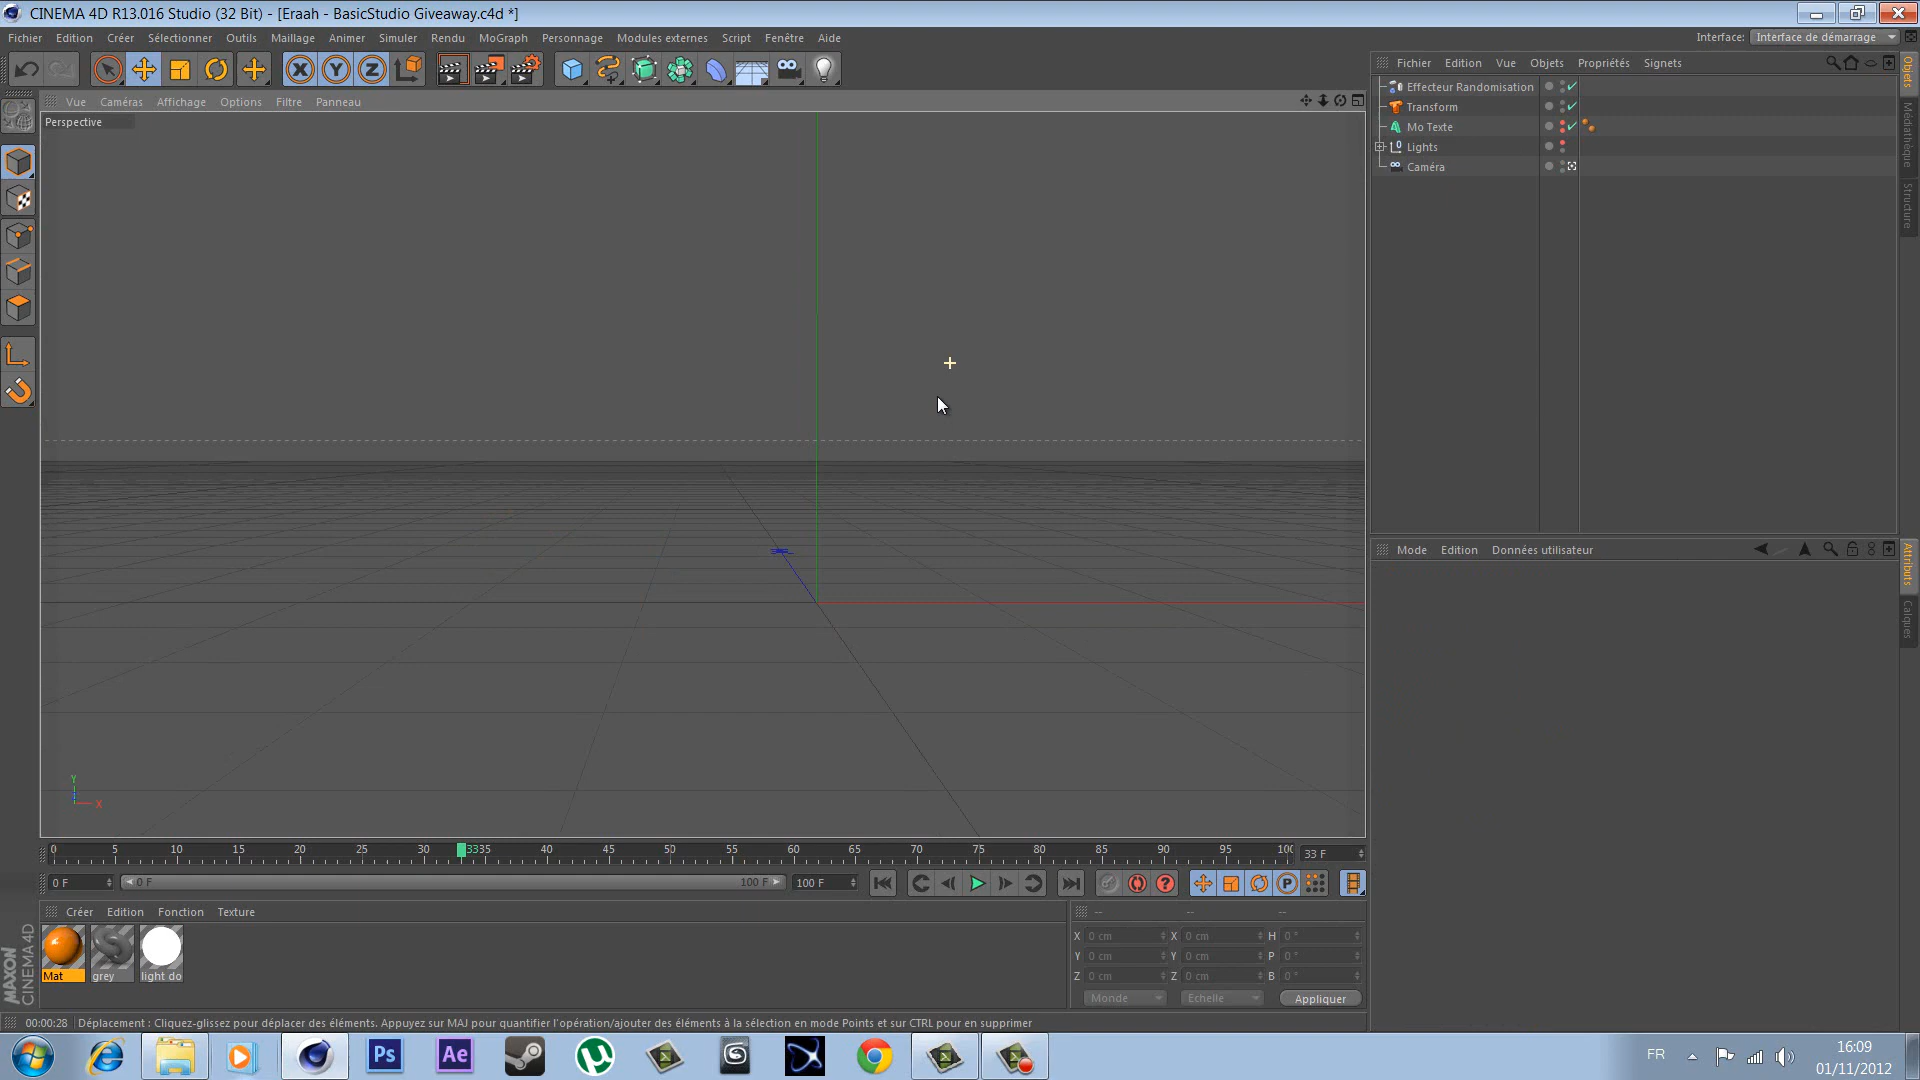 CINEMA 4D R13.016 Studio (32 Bit) - [Eraah - BasicStudio Giveaway.c4d *]
Fichier Edition Créer Sélectionner Outils Maillage Animer Simuler Rendu MoGraph Personnage Modules externes Script Fenêtre Aide
Interface: Interface de démarrage
Fichier Edition Vue Objets Propriétés Signets
Effecteur Randomisation
Transform
Mo Texte
Lights
Caméra
Objets
Médiathèque
Structure
Vue Caméras Affichage Options Filtre Panneau
Perspective
Y
X
Mode Edition Données utilisateur
Attributs
Calques
0 5 10 15 20 25 30 3335 40 45 50 55 60 65 70 75 80 85 90 95 100
33 F
0 F 0 F 100 F 100 F
Créer Edition Fonction Texture
Mat grey light do
-- -- --
X 0 cm X 0 cm H 0 °
Y 0 cm Y 0 cm P 0 °
Z 0 cm Z 0 cm B 0 °
Monde Echelle Appliquer
MAXON
CINEMA 4D
00:00:28 Déplacement : Cliquez-glissez pour déplacer des éléments. Appuyez sur MAJ pour quantifier l'opération/ajouter des éléments à la sélection en mode Points et sur CTRL pour en supprimer
Ps Ae
FR
16:09
01/11/2012